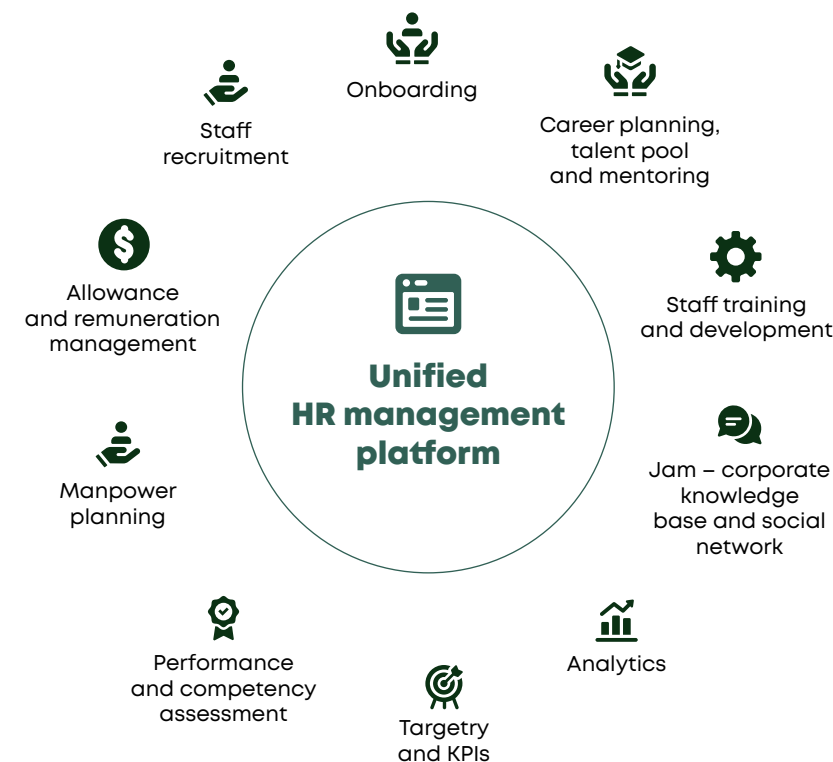 Onboarding
Staff
recruitment
Career planning,
talent pool
and mentoring
Allowance
and remuneration
management
Staff training
and development
Unified
HR management
platform
Manpower
planning
Jam – corporate
knowledge
base and social
network
Performance
and competency
assessment
Analytics
Targetry
and KPIs